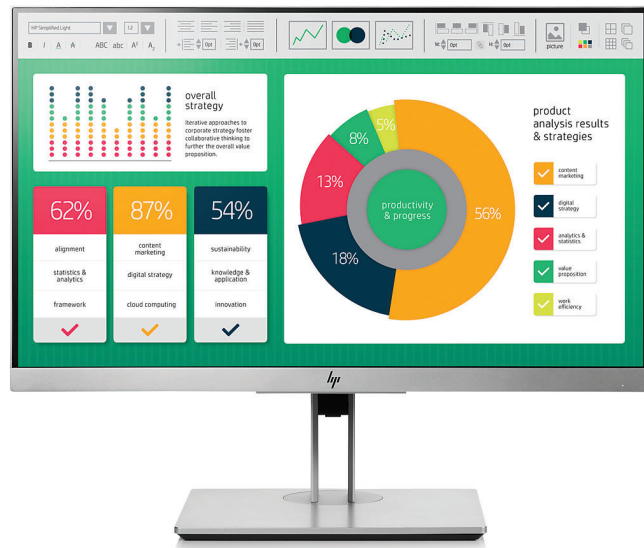 HP Simplified Light
12
B I A A ABC abc A² A₂
0pt
0pt
W: 0pt H: 0pt
picture
overall
strategy
Iterative approaches to
corporate strategy foster
collaborative thinking to
further the overall value
proposition.
62%
alignment
statistics &
analytics
framework
87%
content
marketing
digital strategy
cloud computing
54%
sustainability
knowledge &
application
innovation
5%
8%
13%
18%
56%
productivity
& progress
product
analysis results
& strategies
content
marketing
digital
strategy
analytics &
statistics
value
proposition
work
efficiency
hp